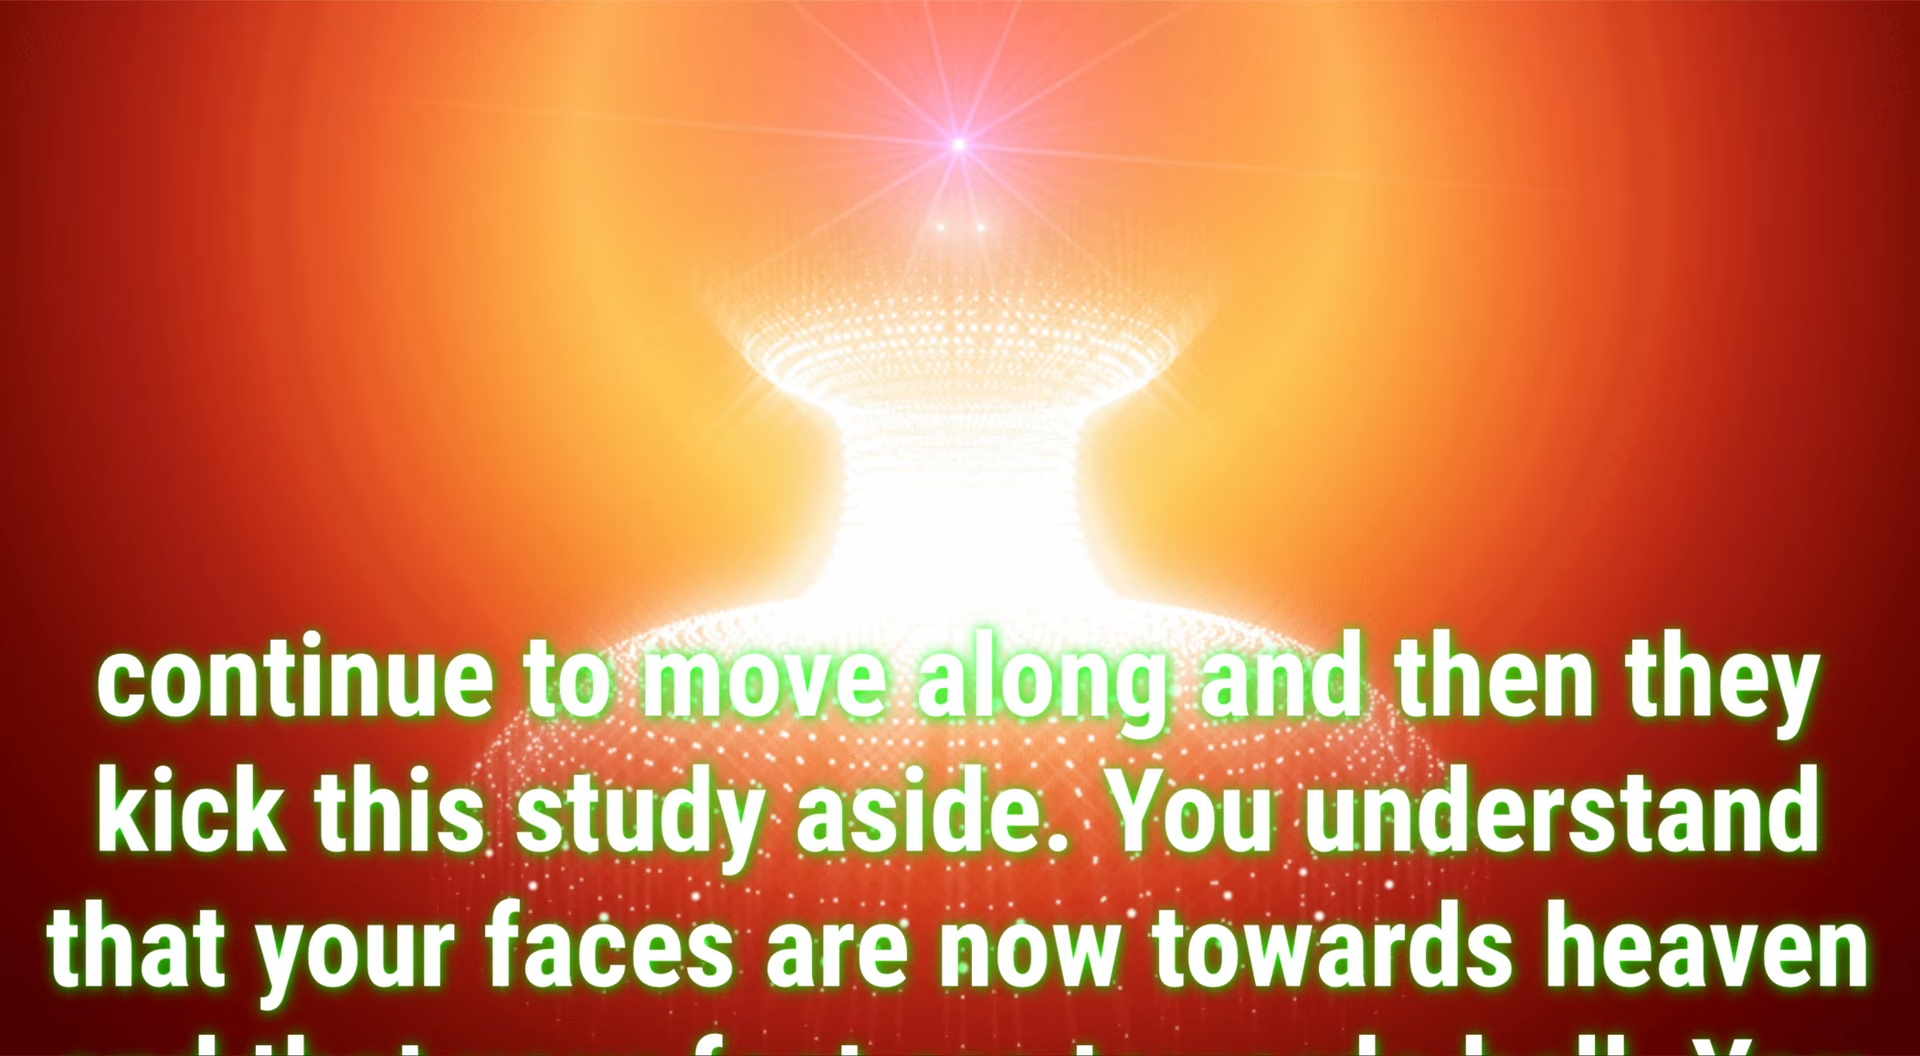 continue to move along and then they
kick this study aside. You understand
that your faces are now towards heaven